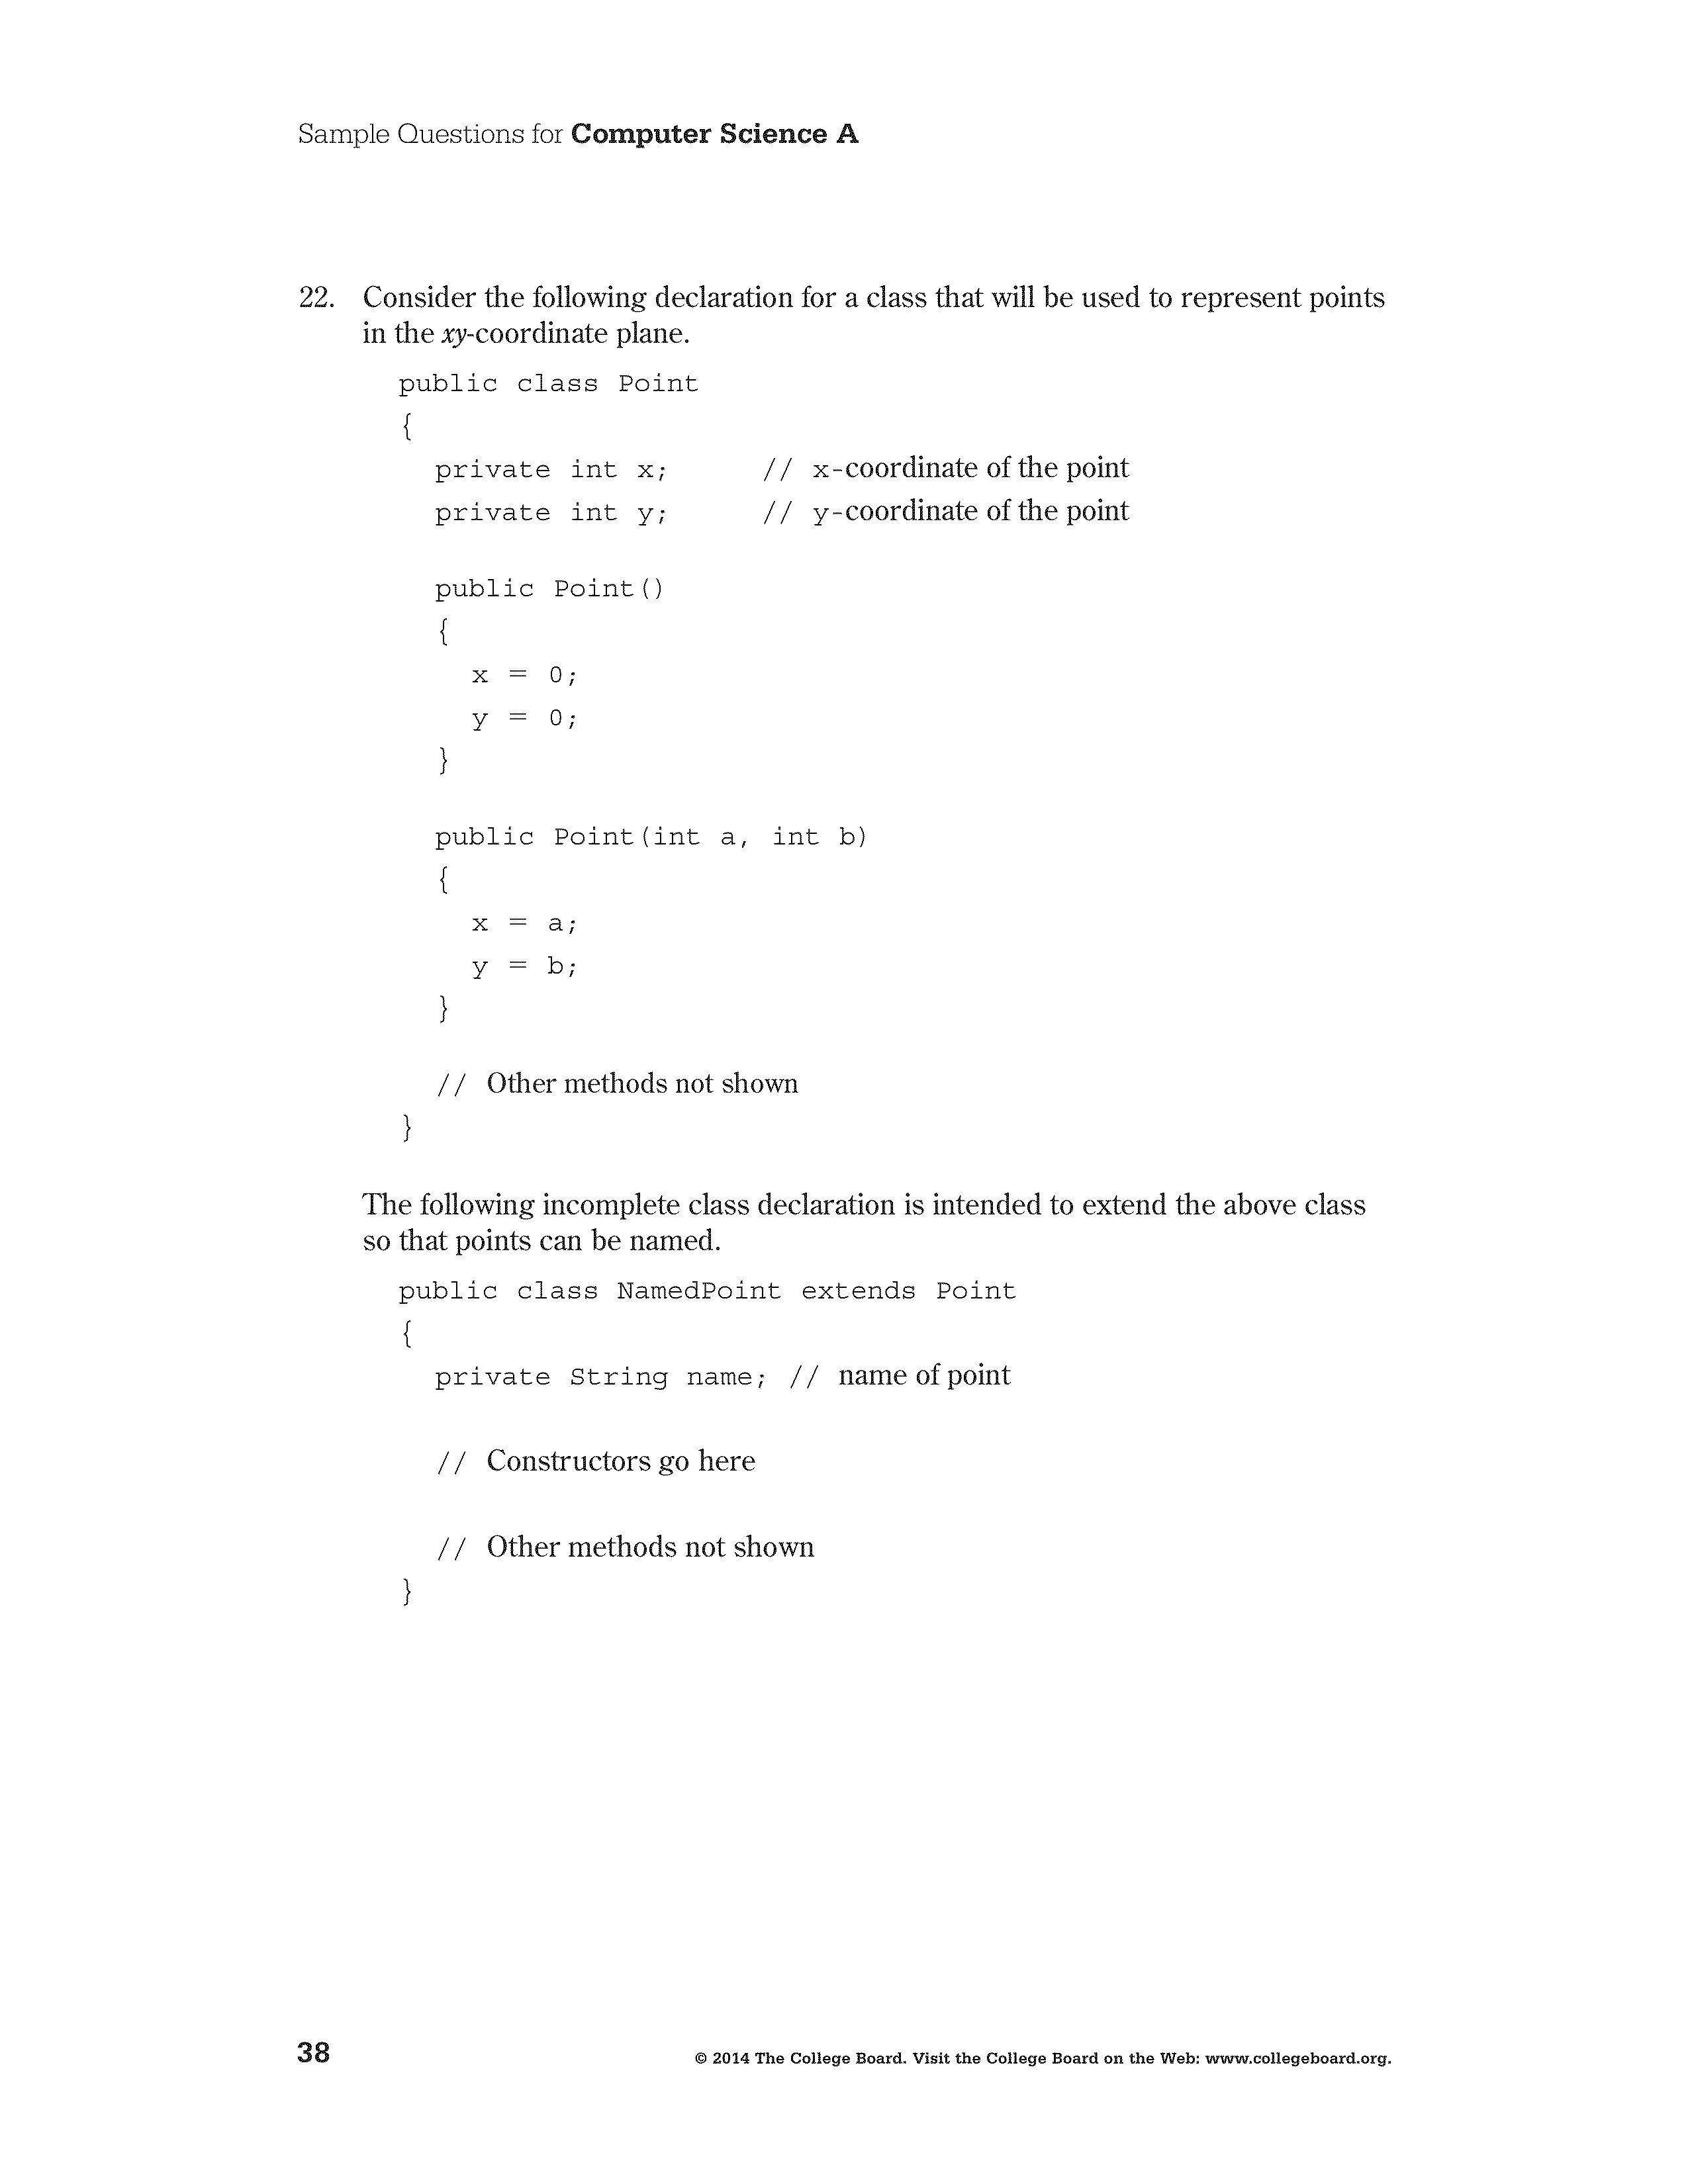 Sample Questions for Computer Science A
22. Consider the following declaration for a class that will be used to represent points
in the xy-coordinate plane.
public class Point
{
private int x; // x-coordinate of the point
private int y; // y-coordinate of the point
public Point()
{
x = 0;
y = 0;
}
public Point(int a, int b)
{
x = a;
y = b;
}
// Other methods not shown
}
The following incomplete class declaration is intended to extend the above class
so that points can be named.
public class NamedPoint extends Point
{
private String name; // name of point
// Constructors go here
// Other methods not shown
}
38
© 2014 The College Board. Visit the College Board on the Web: www.collegeboard.org.